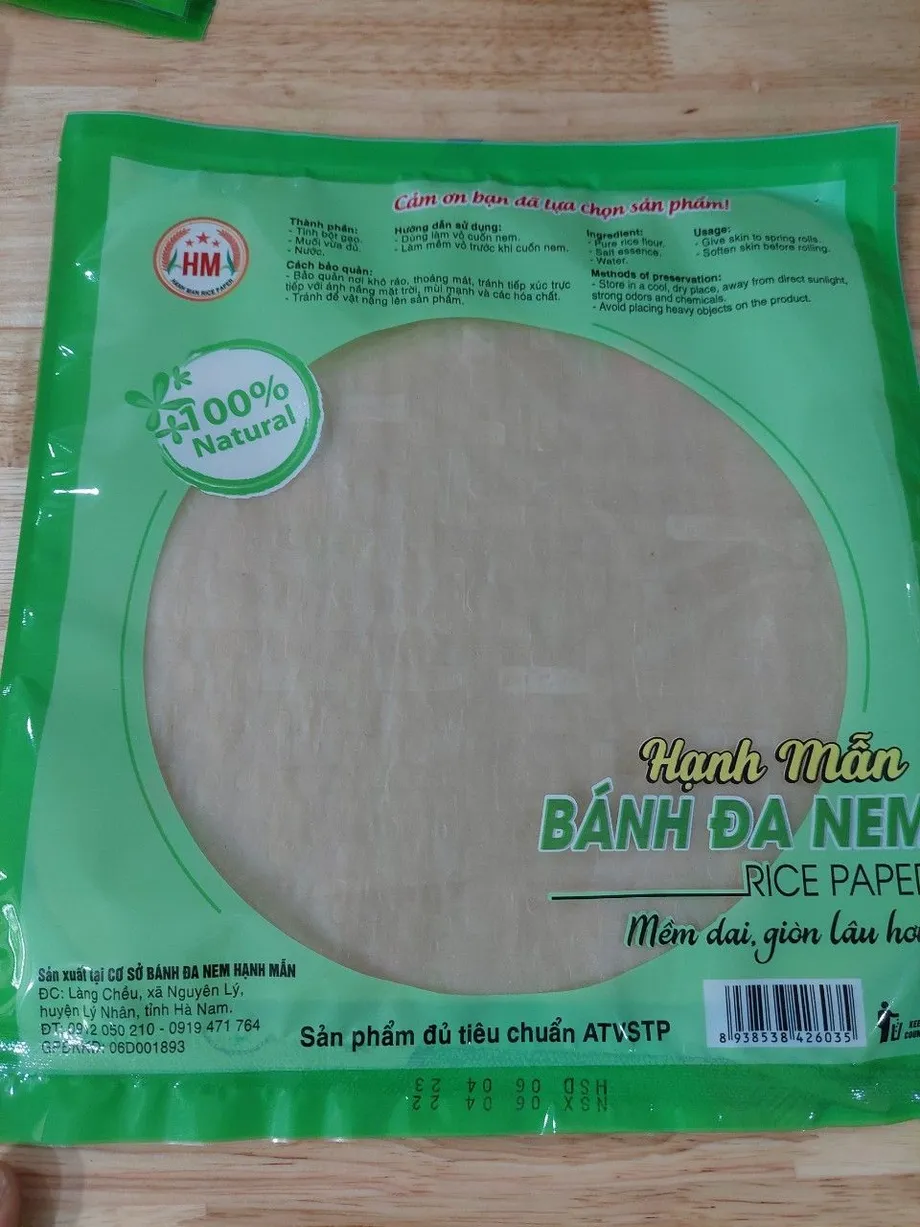 Cảm ơn bạn đã lựa chọn sản phẩm!
HM
HẠNH MẪN RICE PAPER
Thành phần:
- Tinh bột gạo.
- Muối vừa đủ.
- Nước.
Hướng dẫn sử dụng:
- Dùng làm vỏ cuốn nem.
- Làm mềm vỏ trước khi cuốn nem.
Cách bảo quản:
- Bảo quản nơi khô ráo, thoáng mát, tránh tiếp xúc trực
tiếp với ánh nắng mặt trời, mùi mạnh và các hóa chất.
- Tránh để vật nặng lên sản phẩm.
Ingredient:
- Pure rice flour.
- Salt essence.
- Water.
Usage:
- Give skin to spring rolls.
- Soften skin before rolling.
Methods of preservation:
- Store in a cool, dry place, away from direct sunlight,
strong odors and chemicals.
- Avoid placing heavy objects on the product.
100%
Natural
Hạnh Mẫn
BÁNH ĐA NEM
RICE PAPER
Mềm dai, giòn lâu hơ
Sản xuất tại CƠ SỞ BÁNH ĐA NEM HẠNH MẪN
ĐC: Làng Chều, xã Nguyên Lý,
huyện Lý Nhân, tỉnh Hà Nam.
ĐT: 0912 050 210 - 0919 471 764
GPĐKKD: 06D001893
Sản phẩm đủ tiêu chuẩn ATVSTP
8 938538 426035
NSX 06 04 22
HSD 06 04 23